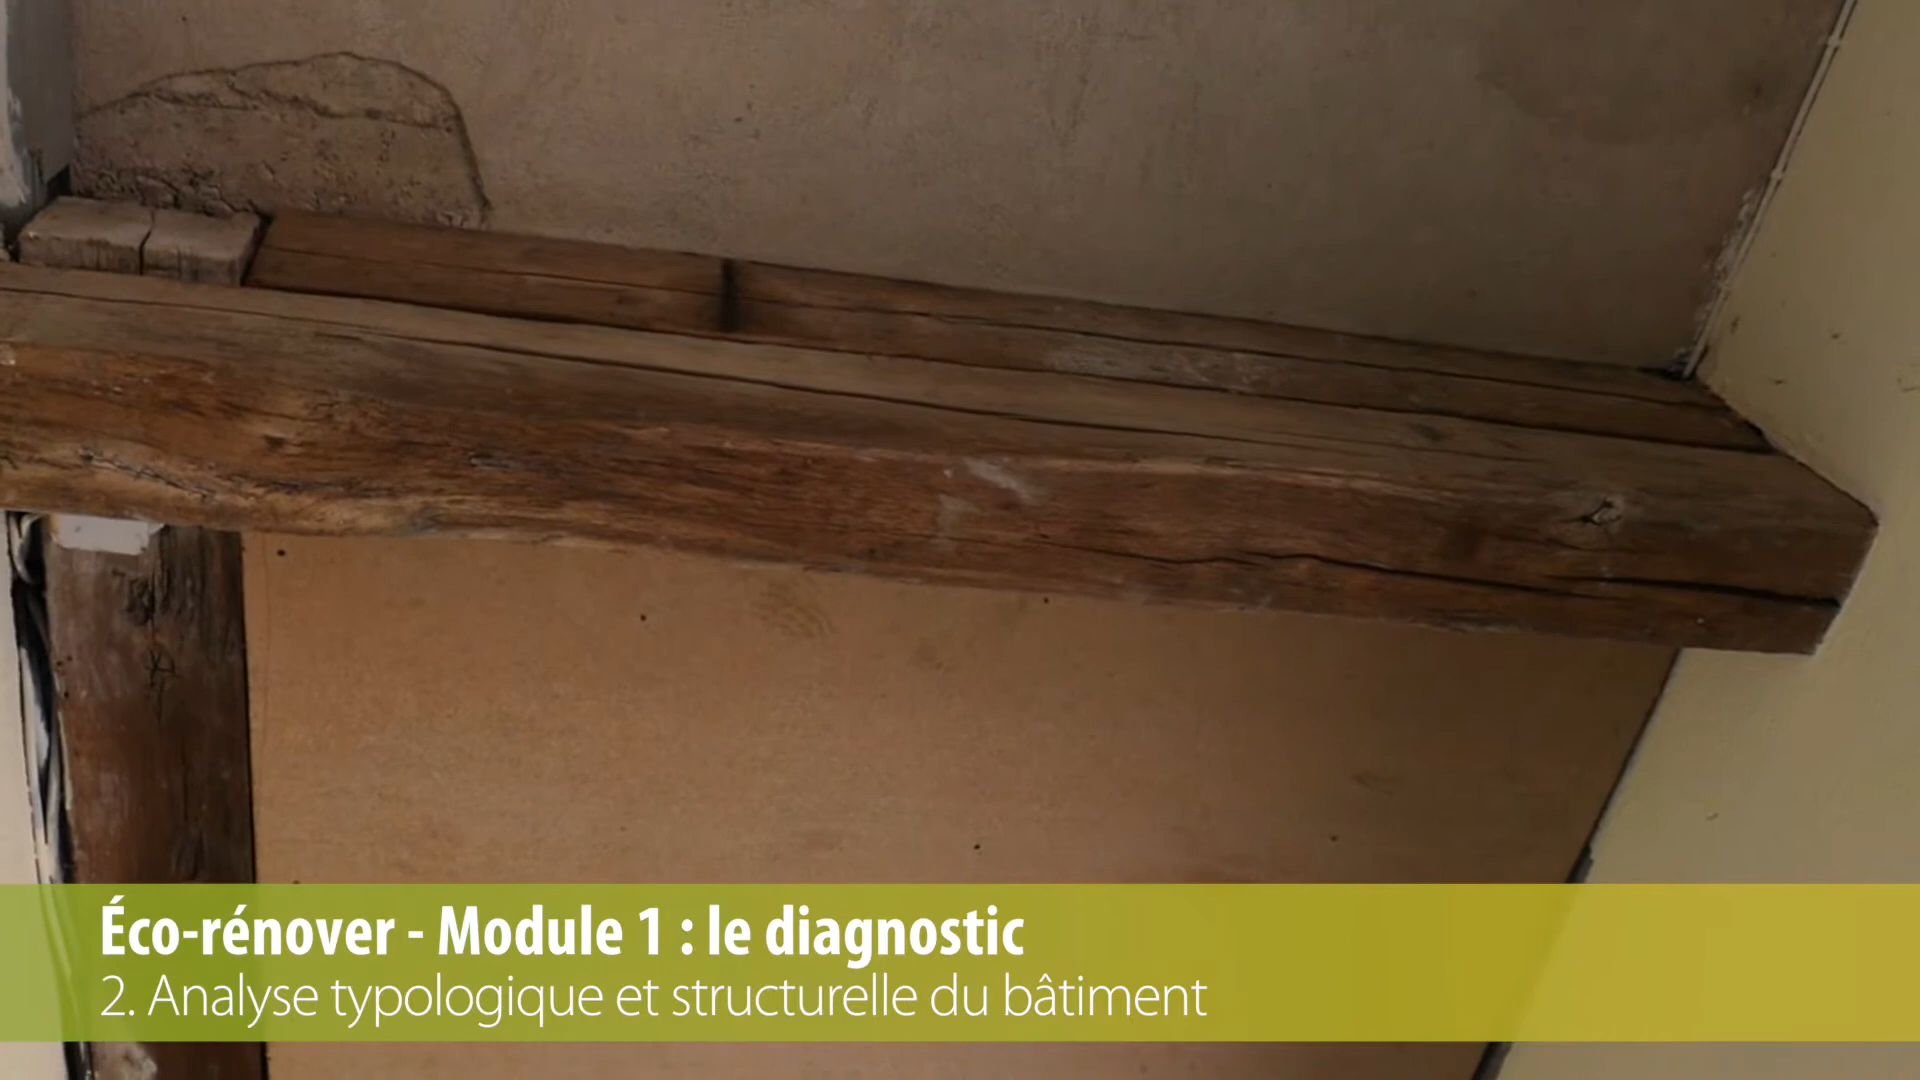 Éco-rénover - Module 1 : le diagnostic
2. Analyse typologique et structurelle du bâtiment